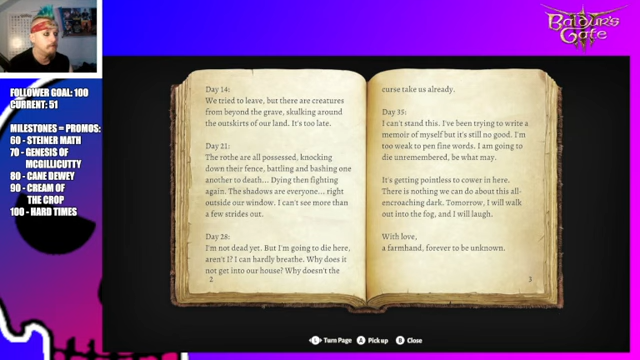 BALDUR'S
GATE
FOLLOWER GOAL: 100
CURRENT: 51
MILESTONES = PROMOS:
60 - STEINER MATH
70 - GENESIS OF
MCGILLICUTTY
80 - CANE DEWEY
90 - CREAM OF
THE CROP
100 - HARD TIMES
Day 14:
We tried to leave, but there are creatures
from beyond the grave, skulking around
the outskirts of our land. It's too late.
Day 21:
The rothe are all possessed, knocking
down their fence, battling and bashing one
another to death... Dying then fighting
again. The shadows are everyone... right
outside our window. I can't see more than
a few strides out.
Day 28:
I'm not dead yet. But I'm going to die here,
aren't I? I can hardly breathe. Why does it
not get into our house? Why doesn't the
2
curse take us already.
Day 35:
I can't stand this. I've been trying to write a
memoir of myself but it's still no good. I'm
too weak to pen fine words. I am going to
die unremembered, be what may.
It's getting pointless to cower in here.
There is nothing we can do about this all-
encroaching dark. Tomorrow, I will walk
out into the fog, and I will laugh.
With love,
a farmhand, forever to be unknown.
3
L Turn Page A Pick up B Close